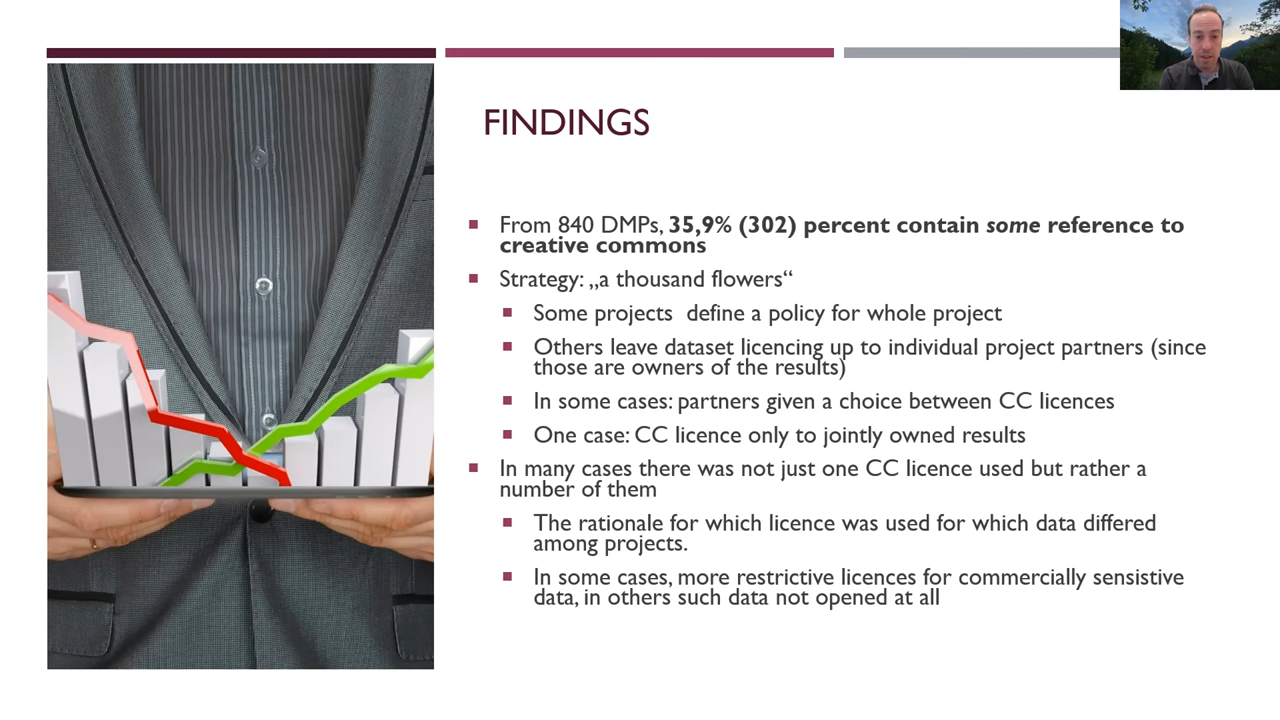 FINDINGS
From 840 DMPs, 35,9% (302) percent contain some reference to
creative commons
Strategy: „a thousand flowers“
Some projects define a policy for whole project
Others leave dataset licencing up to individual project partners (since
those are owners of the results)
In some cases: partners given a choice between CC licences
One case: CC licence only to jointly owned results
In many cases there was not just one CC licence used but rather a
number of them
The rationale for which licence was used for which data differed
among projects.
In some cases, more restrictive licences for commercially sensistive
data, in others such data not opened at all